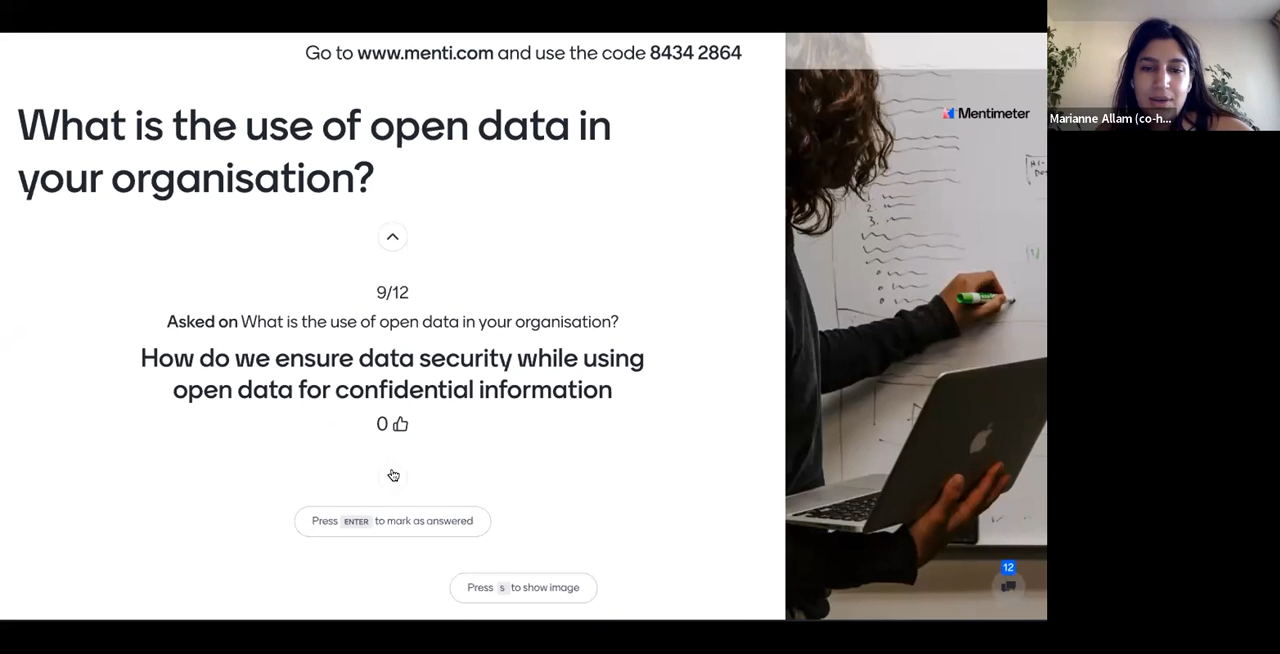 Go to www.menti.com and use the code 8434 2864
Mentimeter
What is the use of open data in
your organisation?
9/12
Asked on What is the use of open data in your organisation?
How do we ensure data security while using
open data for confidential information
0
Press ENTER to mark as answered
Press S to show image
12
1.
2.
3.
Marianne Allam (co-h...